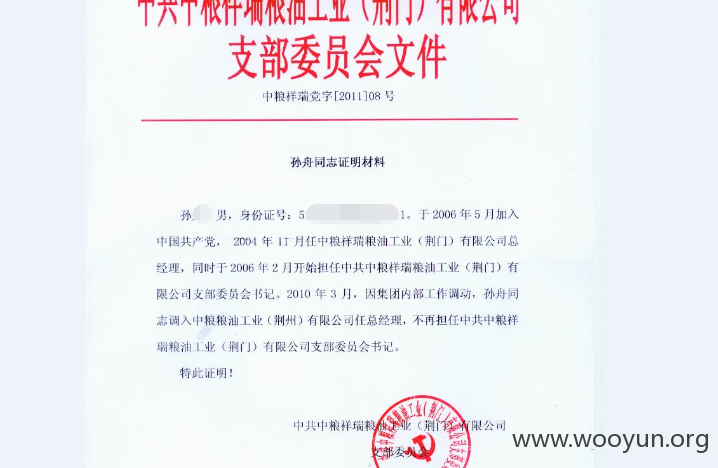 中共中粮祥瑞粮油工业（荆门）有限公司
支部委员会文件
中粮祥瑞党字[2011]08 号
孙舟同志证明材料
孙 男，身份证号：5 1。于 2006 年 5 月加入
中国共产党， 2004 年 11 月任中粮祥瑞粮油工业（荆门）有限公司总
经理，同时于 2006 年 2 月开始担任中共中粮祥瑞粮油工业（荆门）有
限公司支部委员会书记。2010 年 3 月，因集团内部工作调动，孙舟同
志调入中粮粮油工业（荆州）有限公司任总经理，不再担任中共中粮祥
瑞粮油工业（荆门）有限公司支部委员会书记。
特此证明！
中共中粮祥瑞粮油工业（荆门）有限公司
支部委员会
www.wooyun.org